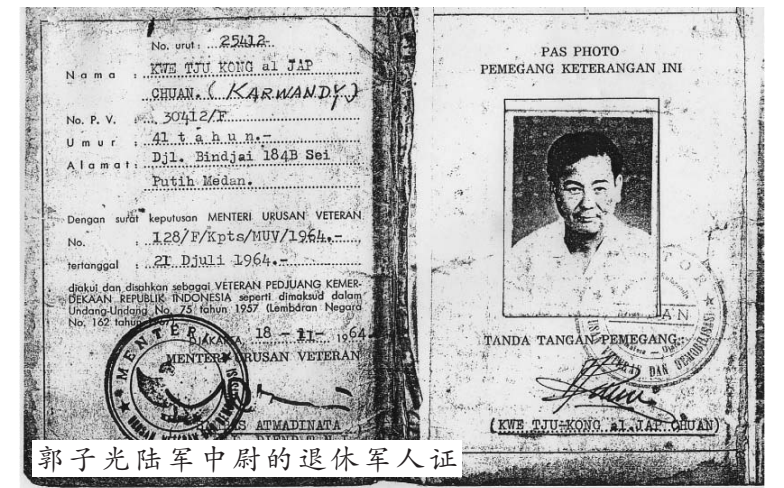 No. urut : 25412
Nama : KWE TJU KONG al JAP
CHUAN. (KARWANDY)
No. P. V. : 30412/F
Umur : 41 tahun.-
Alamat : Djl. Bindjai 184B Sei
Putih Medan.
Dengan surat keputusan MENTERI URUSAN VETERAN
No. : 128/F/Kpts/MUV/1964.-
tertanggal : 21 Djuli 1964.-
diakui dan disahkan sebagai VETERAN PEDJUANG KEMER-
DEKAAN REPUBLIK INDONESIA seperti dimaksud dalam
Undang-Undang No. 75 tahun 1957 (Lembaran Negara
No. 162 tahun
DJAKARTA, 18 - 11 - 1964
MENTERI URUSAN VETERAN
MENTERI
ATMADINATA
PAS PHOTO
PEMEGANG KETERANGAN INI
TANDA TANGAN PEMEGANG :
DAN DEMOBILISASI
(KWE TJU-KONG al.JAP CHUAN)
郭子光陆军中尉的退休军人证